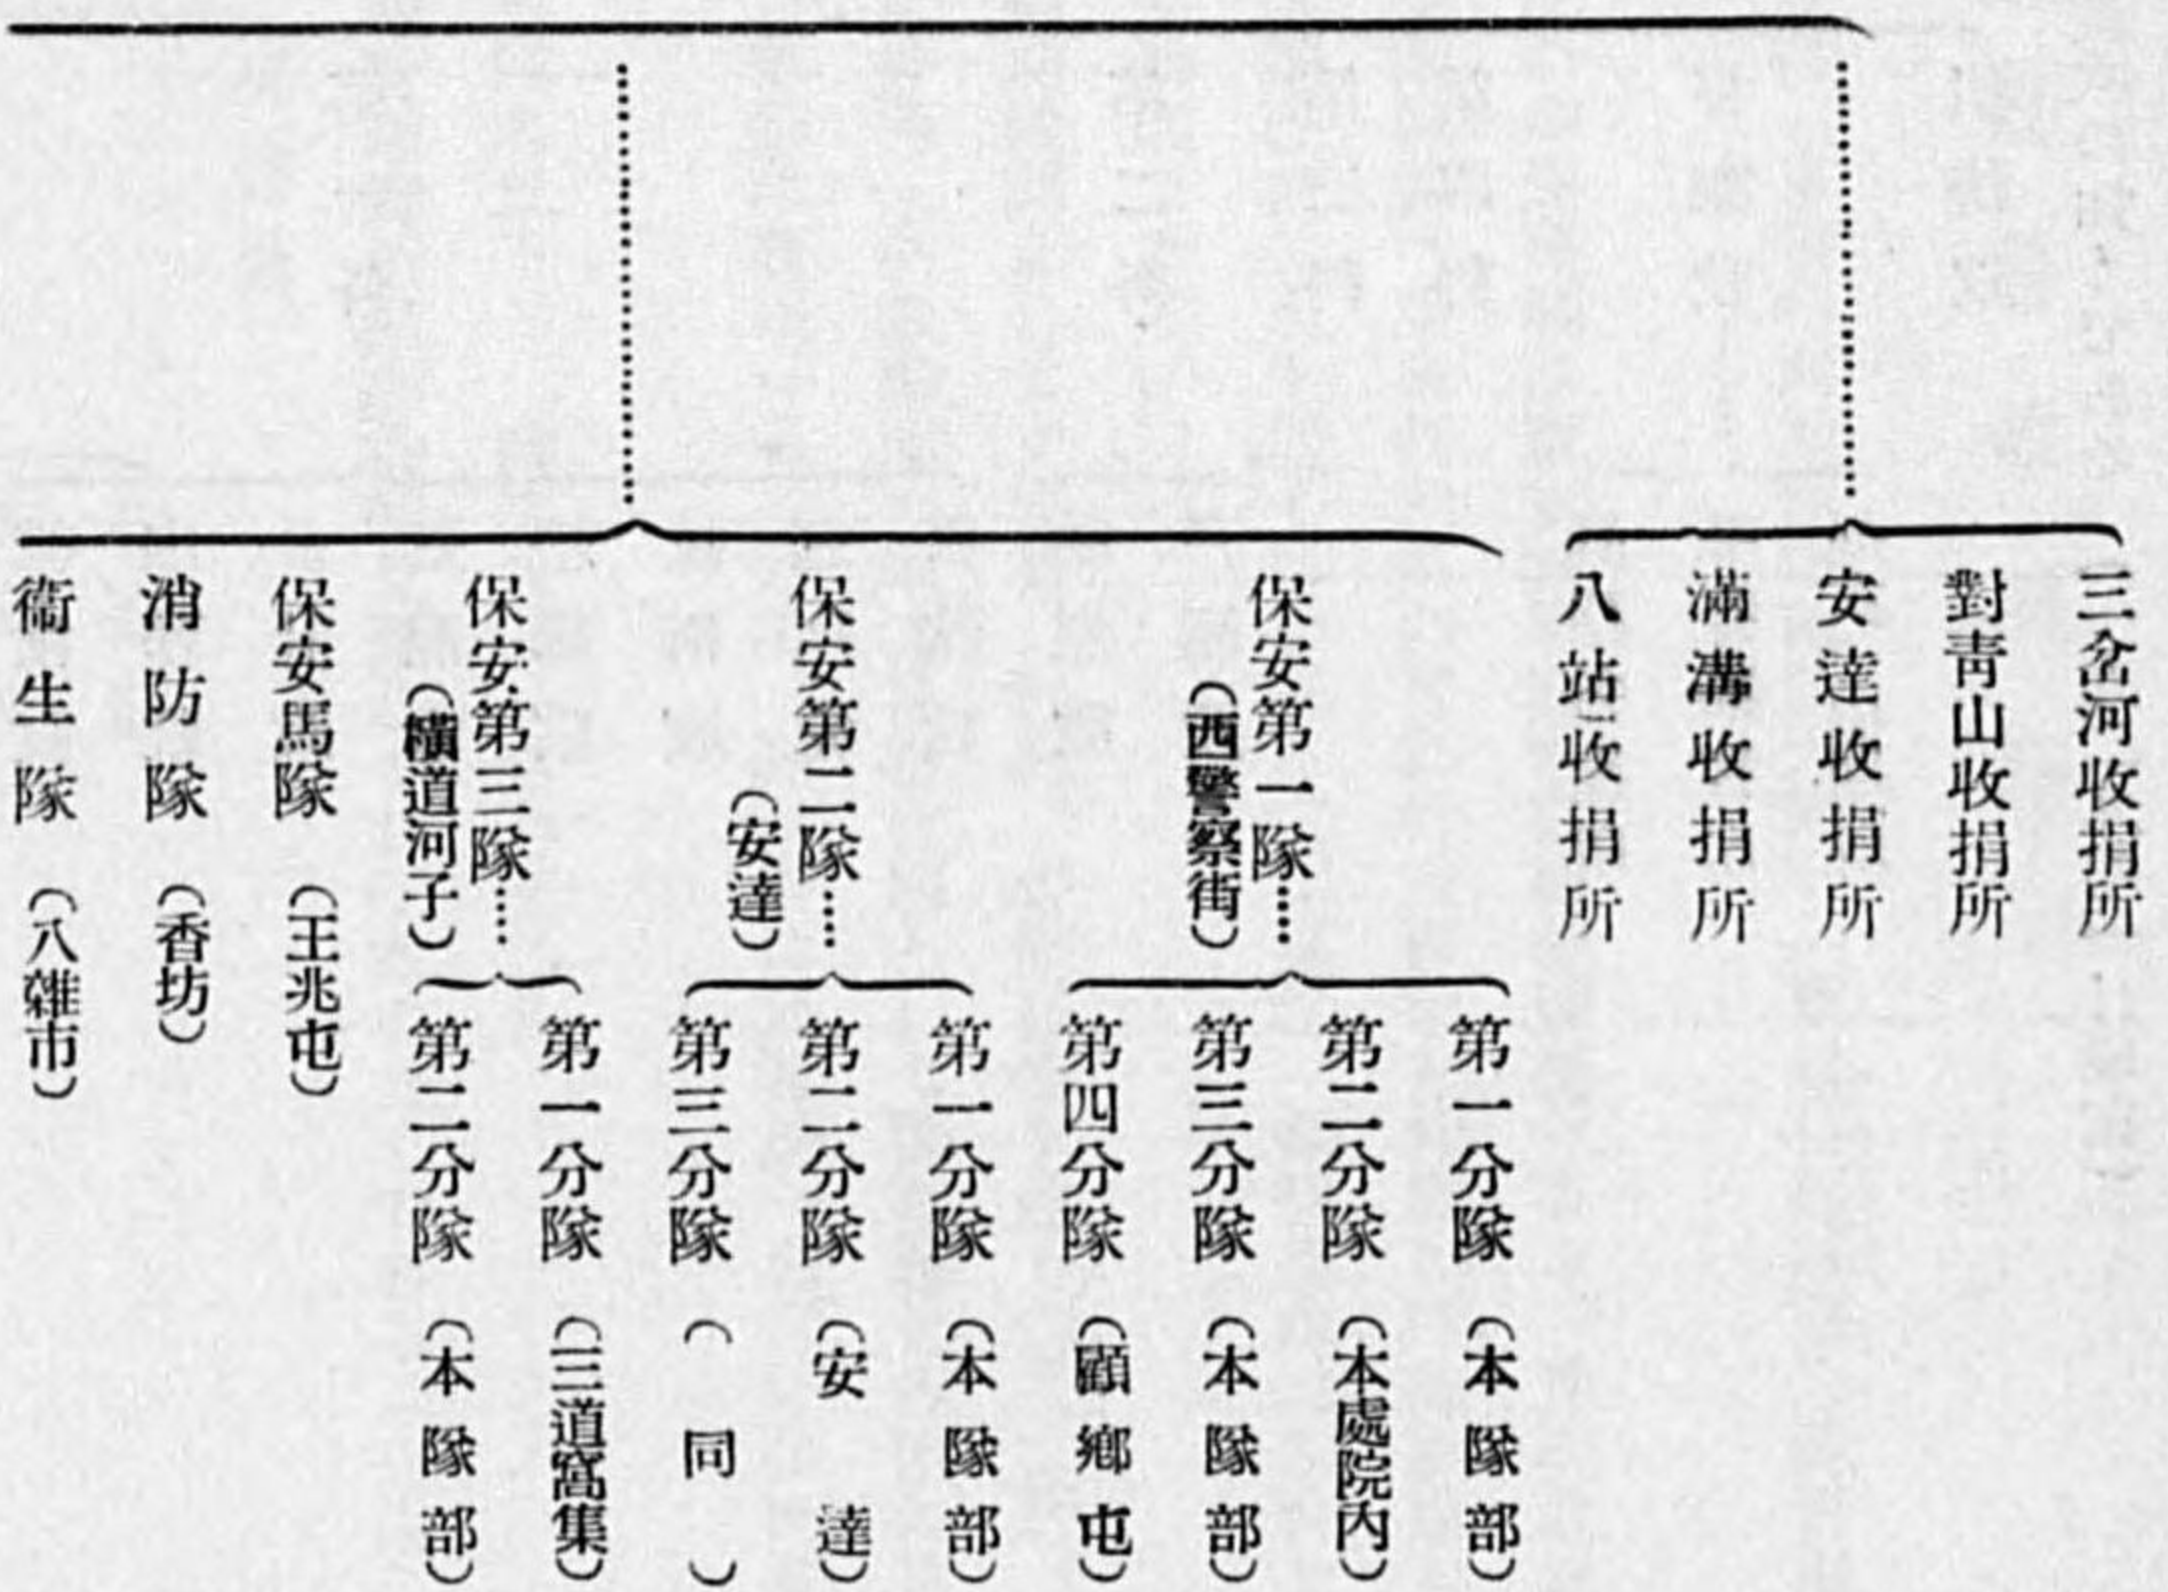 三岔河收捐所
對靑山收捐所
安達收捐所
滿溝收捐所
八站收捐所
保安第一隊……
（西警察街）
第一分隊（本隊部）
第二分隊（本處院內）
第三分隊（本隊部）
第四分隊（顧鄉屯）
保安第二隊……
（安達）
第一分隊（本隊部）
第二分隊（安達）
第三分隊（同）
保安第三隊……
（橫道河子）
第一分隊（三道窩集）
第二分隊（本隊部）
保安馬隊（王兆屯）
消防隊（香坊）
衞生隊（八雜市）